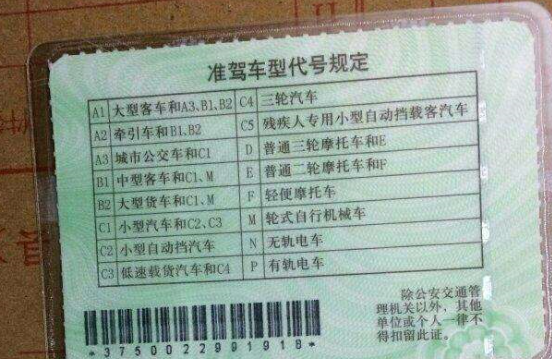 准驾车型代号规定
A1 大型客车和A3、B1、B2 C4 三轮汽车
A2 牵引车和B1、B2 C5 残疾人专用小型自动挡载客汽车
A3 城市公交车和C1 D 普通三轮摩托车和E
B1 中型客车和C1、M E 普通二轮摩托车和F
B2 大型货车和C1、M F 轻便摩托车
C1 小型汽车和C2、C3 M 轮式自行机械车
C2 小型自动挡汽车 N 无轨电车
C3 低速载货汽车和C4 P 有轨电车
除公安交通管
理机关以外，其他
单位或个人一律不
得扣留此证。
*3750022991918*